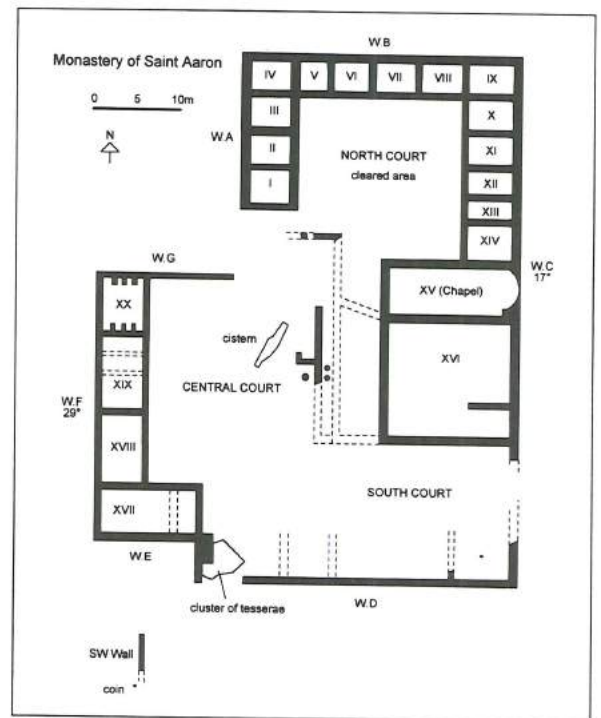 Monastery of Saint Aaron
0 5 10m
N
W.B
IV V VI VII VIII IX
III
W.A
II
I
NORTH COURT
cleared area
X
XI
XII
XIII
XIV
W.G
XV (Chapel)
W.C
17°
XX
cistern
XVI
XIX
CENTRAL COURT
W.F
29°
XVIII
XVII
SOUTH COURT
W.E
W.D
cluster of tesserae
SW Wall
coin